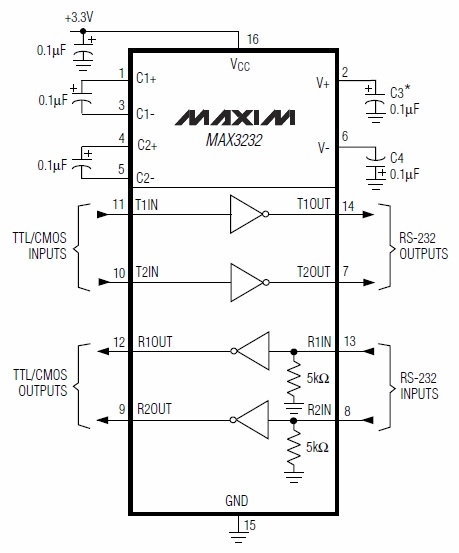 +3.3V
16
0.1µF
VCC
1
C1+
2
V+
C3*
0.1µF
0.1µF
3
C1-
MAXIM
MAX3232
4
C2+
6
V-
C4
0.1µF
0.1µF
5
C2-
11
T1IN
T1OUT
14
TTL/CMOS
INPUTS
RS-232
OUTPUTS
10
T2IN
T2OUT
7
12
R1OUT
R1IN
13
5kΩ
TTL/CMOS
OUTPUTS
RS-232
INPUTS
9
R2OUT
R2IN
8
5kΩ
GND
15